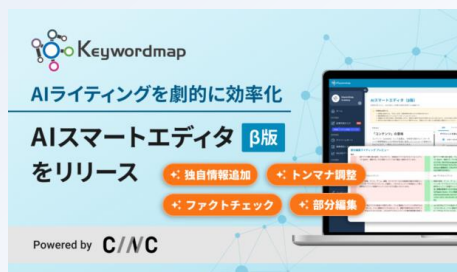 Keywordmap
AIライティングを劇的に効率化
AIスマートエディタ β版
をリリース
独自情報追加
トンマナ調整
ファクトチェック
部分編集
Powered by CINC